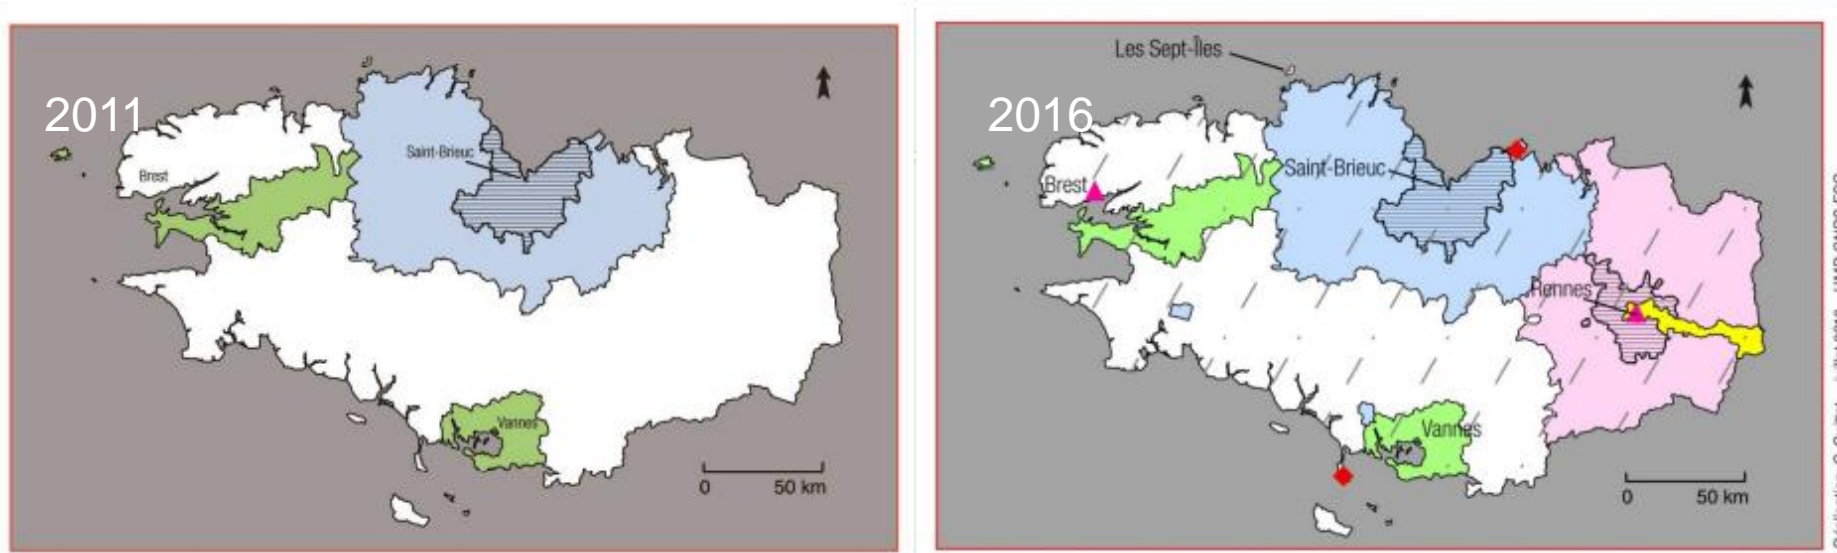 2011
Saint-Brieuc
Brest
Vannes
0 50 km
Les Sept-Îles
2016
Saint-Brieuc
Brest
Rennes
Vannes
0 50 km